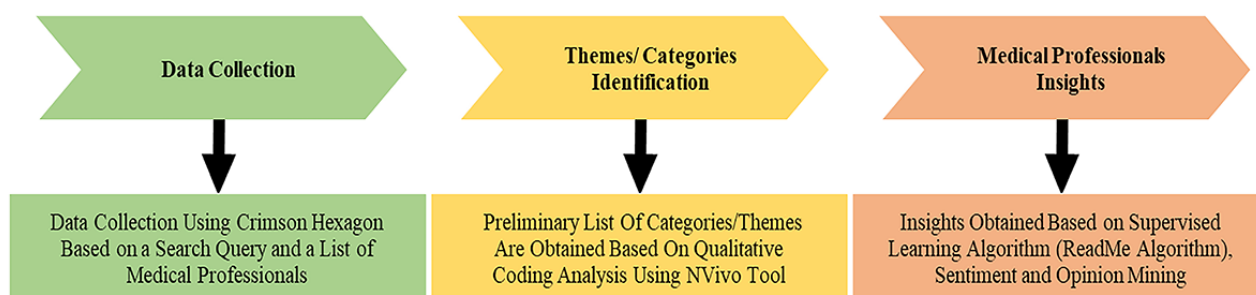 Data Collection
Themes/ Categories
Identification
Medical Professionals
Insights
Data Collection Using Crimson Hexagon
Based on a Search Query and a List of
Medical Professionals
Preliminary List Of Categories/Themes
Are Obtained Based On Qualitative
Coding Analysis Using NVivo Tool
Insights Obtained Based on Supervised
Learning Algorithm (ReadMe Algorithm),
Sentiment and Opinion Mining